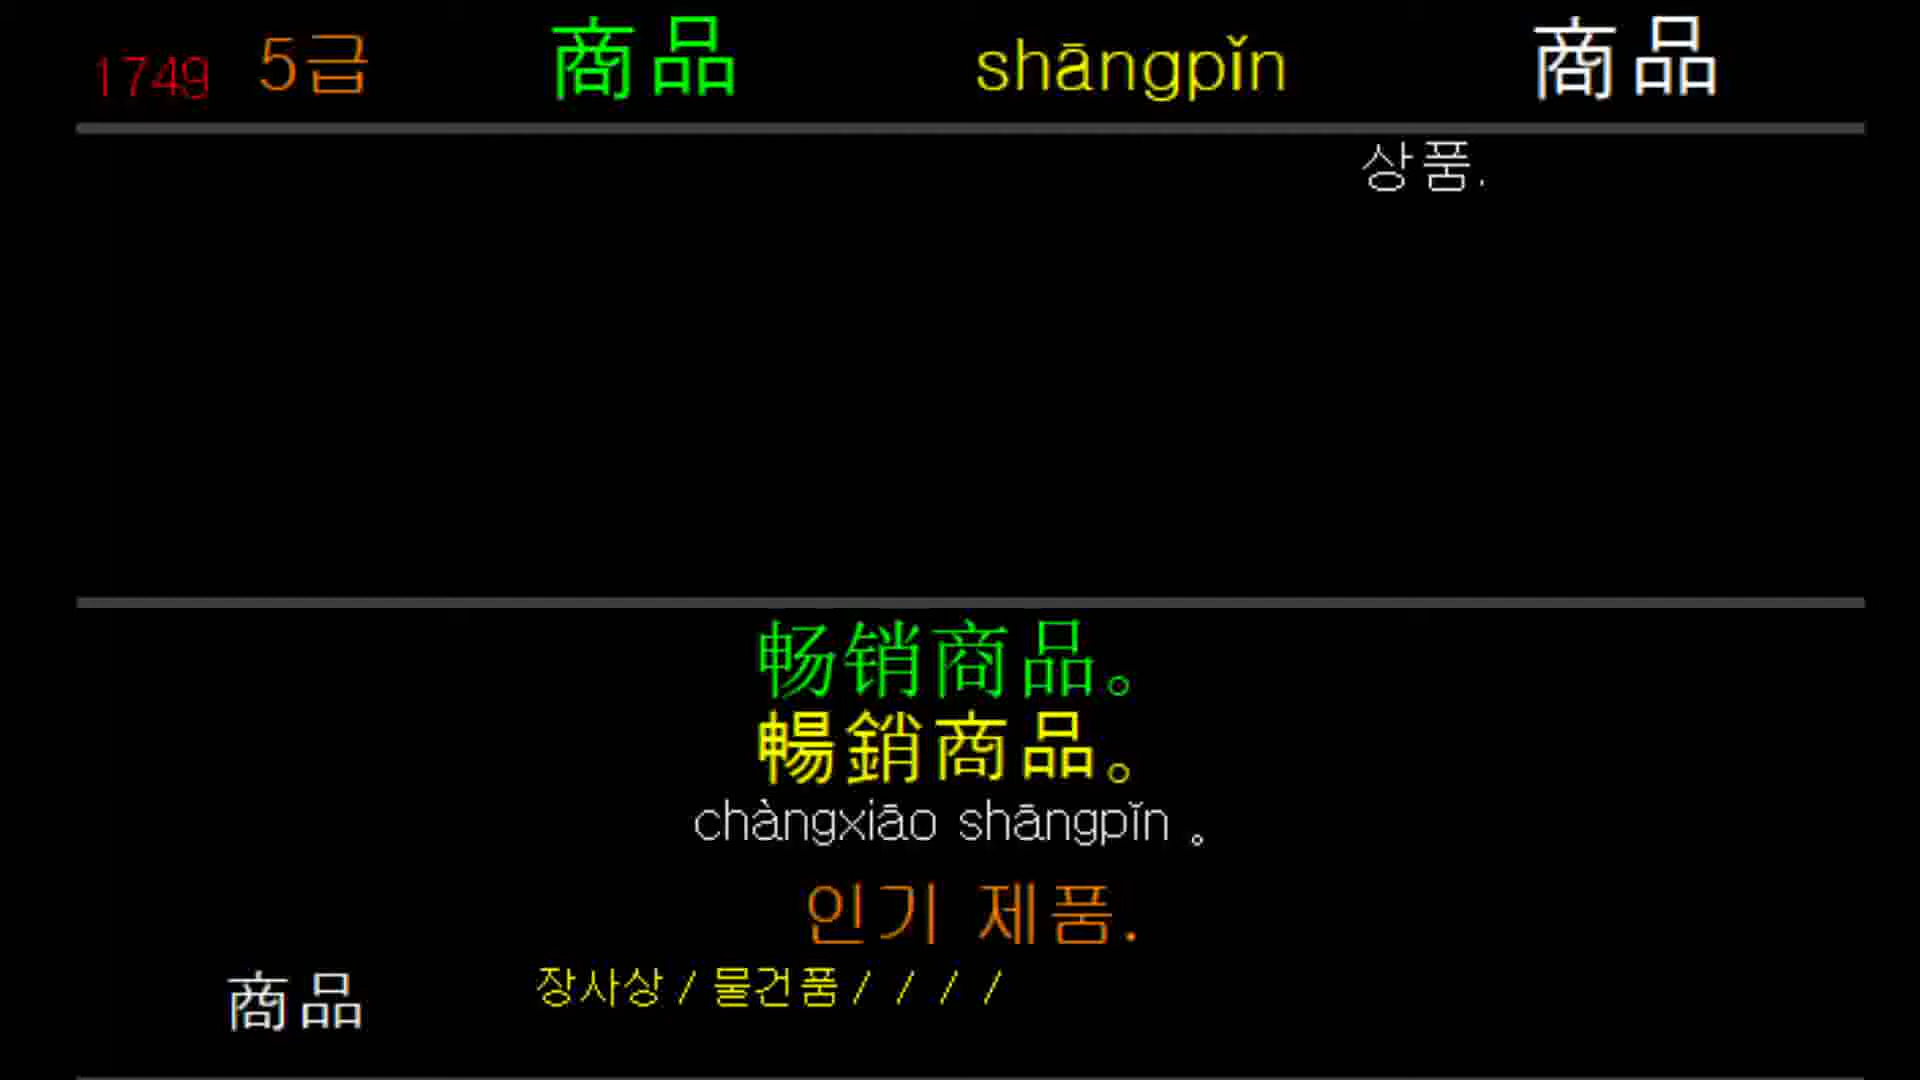 1749 5급 商品 shāngpǐn 商品
상품.
畅销商品。
暢銷商品。
chàngxiāo shāngpǐn 。
인기 제품.
商品 장사상 / 물건품 / / / /